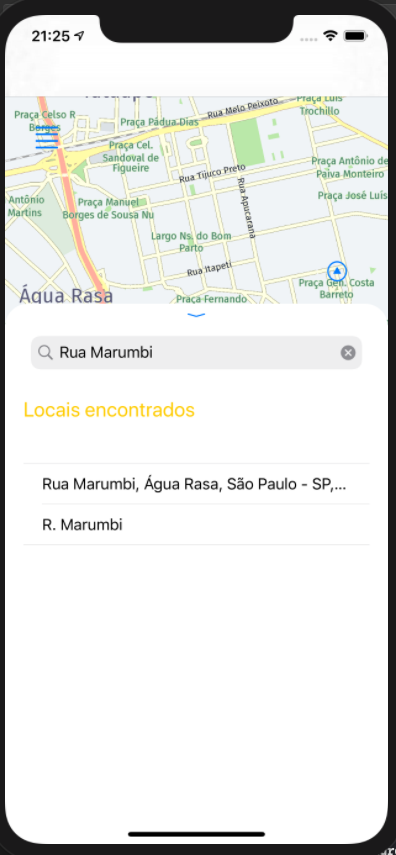 21:25
Rua Melo Peixoto
Praça Luis
Trochillo
Praça Celso R
Borges
Praça Pádua Dias
Praça Cel.
Sandoval de
Figueire
Praça Antônio de
Paiva Monteiro
Rua Tijuco Preto
Praça José Luis
Antônio
Martins
Praça Manuel
Borges de Sousa Nu
Rua Apucarana
Largo Ns. do Bom
Parto
Rua Itapeti
Praça Gen. Costa
Barreto
Água Rasa
Praça Fernando
Rua Marumbi
Locais encontrados
Rua Marumbi, Água Rasa, São Paulo - SP,...
R. Marumbi